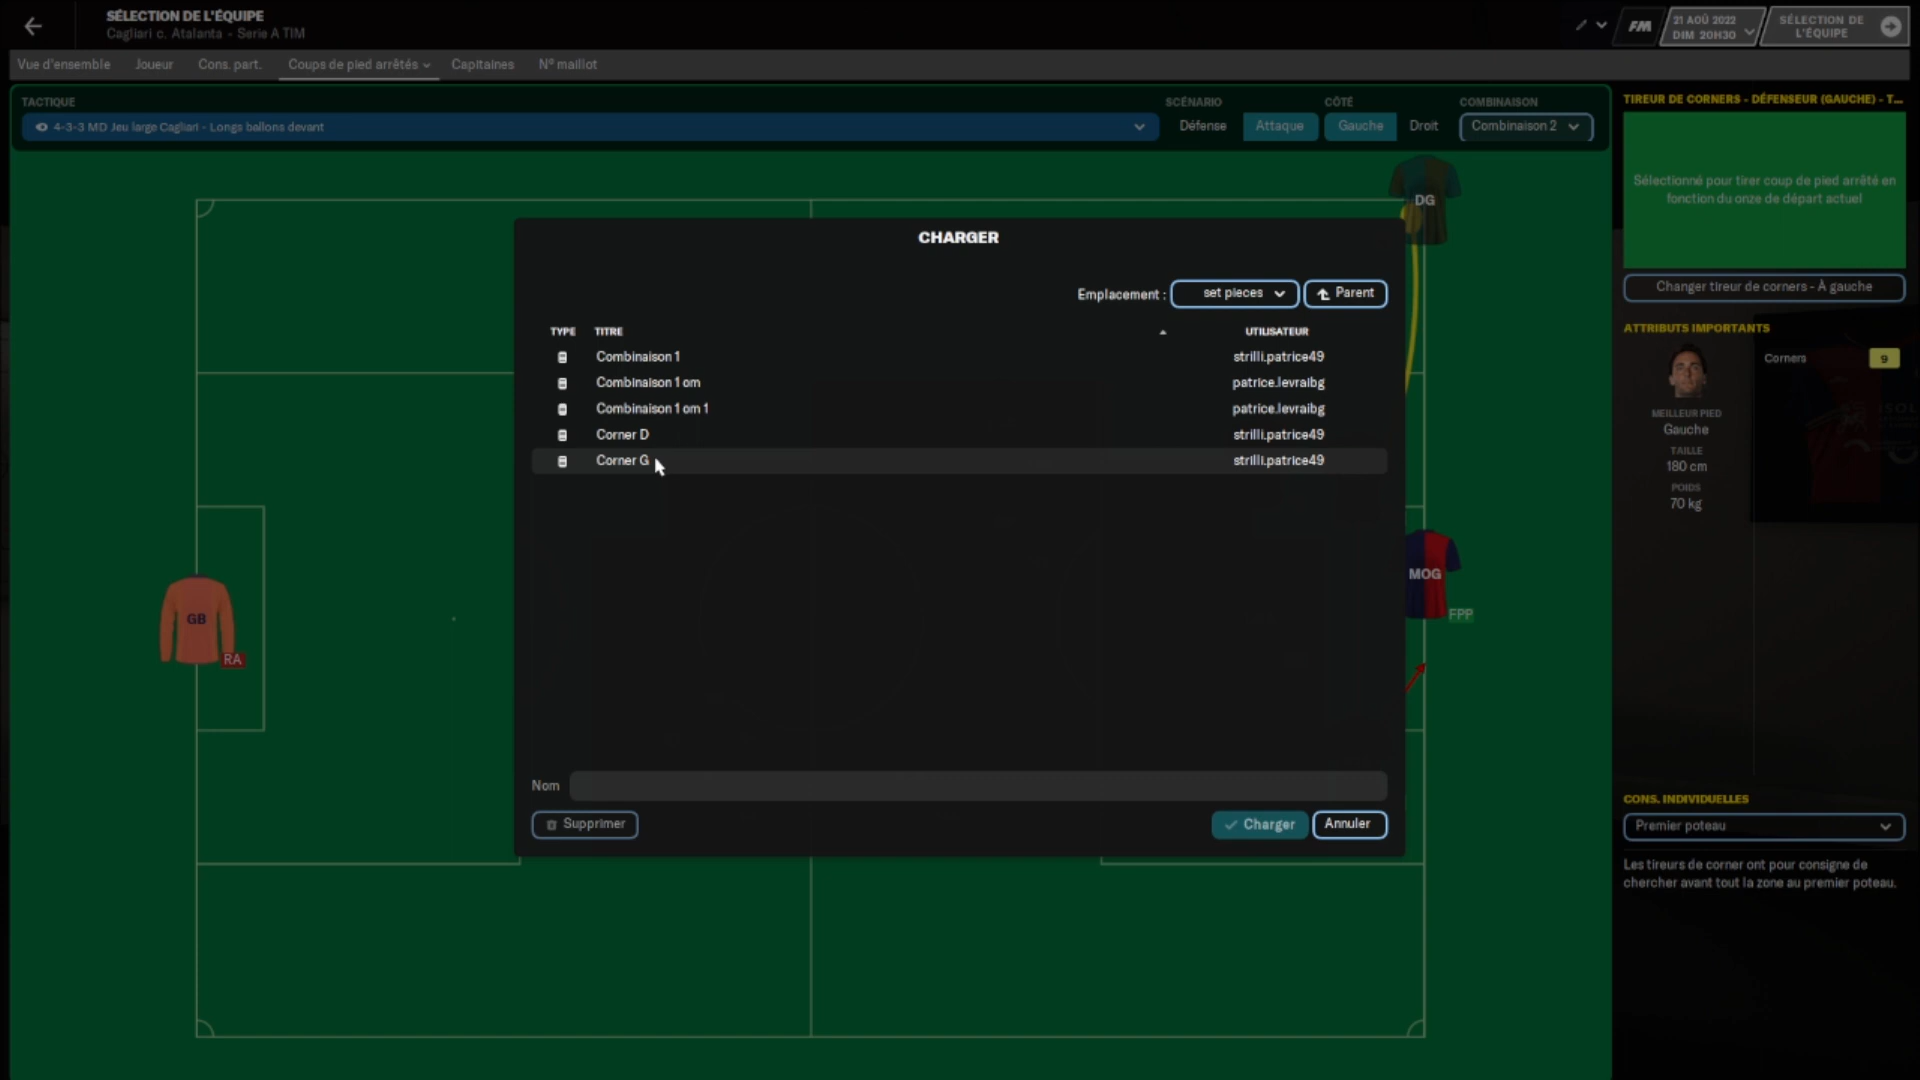 SÉLECTION DE L'ÉQUIPE
Cagliari c. Atalanta - Serie A TIM
FM
21 AOÛ 2022
DIM 20H30
SÉLECTION DE
L'ÉQUIPE
Vue d'ensemble
Joueur
Cons. part.
Coups de pied arrêtés
Capitaines
N° maillot
TACTIQUE
4-3-3 MD Jeu large Cagliari - Longs ballons devant
SCÉNARIO
Défense
Attaque
CÔTÉ
Gauche
Droit
COMBINAISON
Combinaison 2
TIREUR DE CORNERS - DÉFENSEUR (GAUCHE) - T...
Sélectionné pour tirer coup de pied arrêté en
fonction du onze de départ actuel
Changer tireur de corners - À gauche
ATTRIBUTS IMPORTANTS
Corners
9
MEILLEUR PIED
Gauche
TAILLE
180 cm
POIDS
70 kg
CONS. INDIVIDUELLES
Premier poteau
Les tireurs de corner ont pour consigne de
chercher avant tout la zone au premier poteau.
DG
MOG
FPP
GB
RA
CHARGER
Emplacement :
set pieces
Parent
TYPE TITRE UTILISATEUR
Combinaison 1 strilli.patrice49
Combinaison 1 om patrice.levraibg
Combinaison 1 om 1 patrice.levraibg
Corner D strilli.patrice49
Corner G strilli.patrice49
Nom
Supprimer
Charger
Annuler